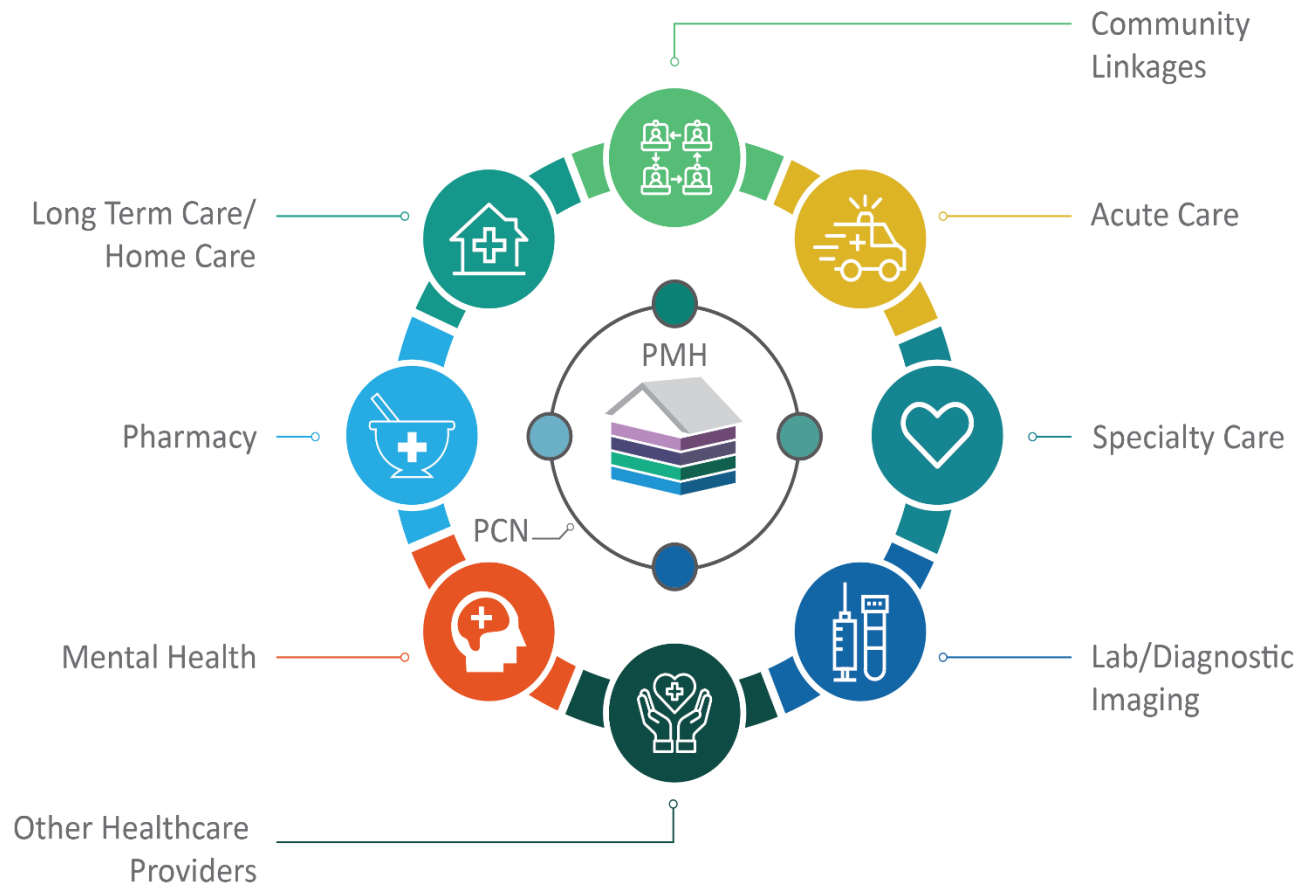 Community
Linkages
Acute Care
Specialty Care
Lab/Diagnostic
Imaging
Other Healthcare
Providers
Mental Health
Pharmacy
Long Term Care/
Home Care
PMH
PCN